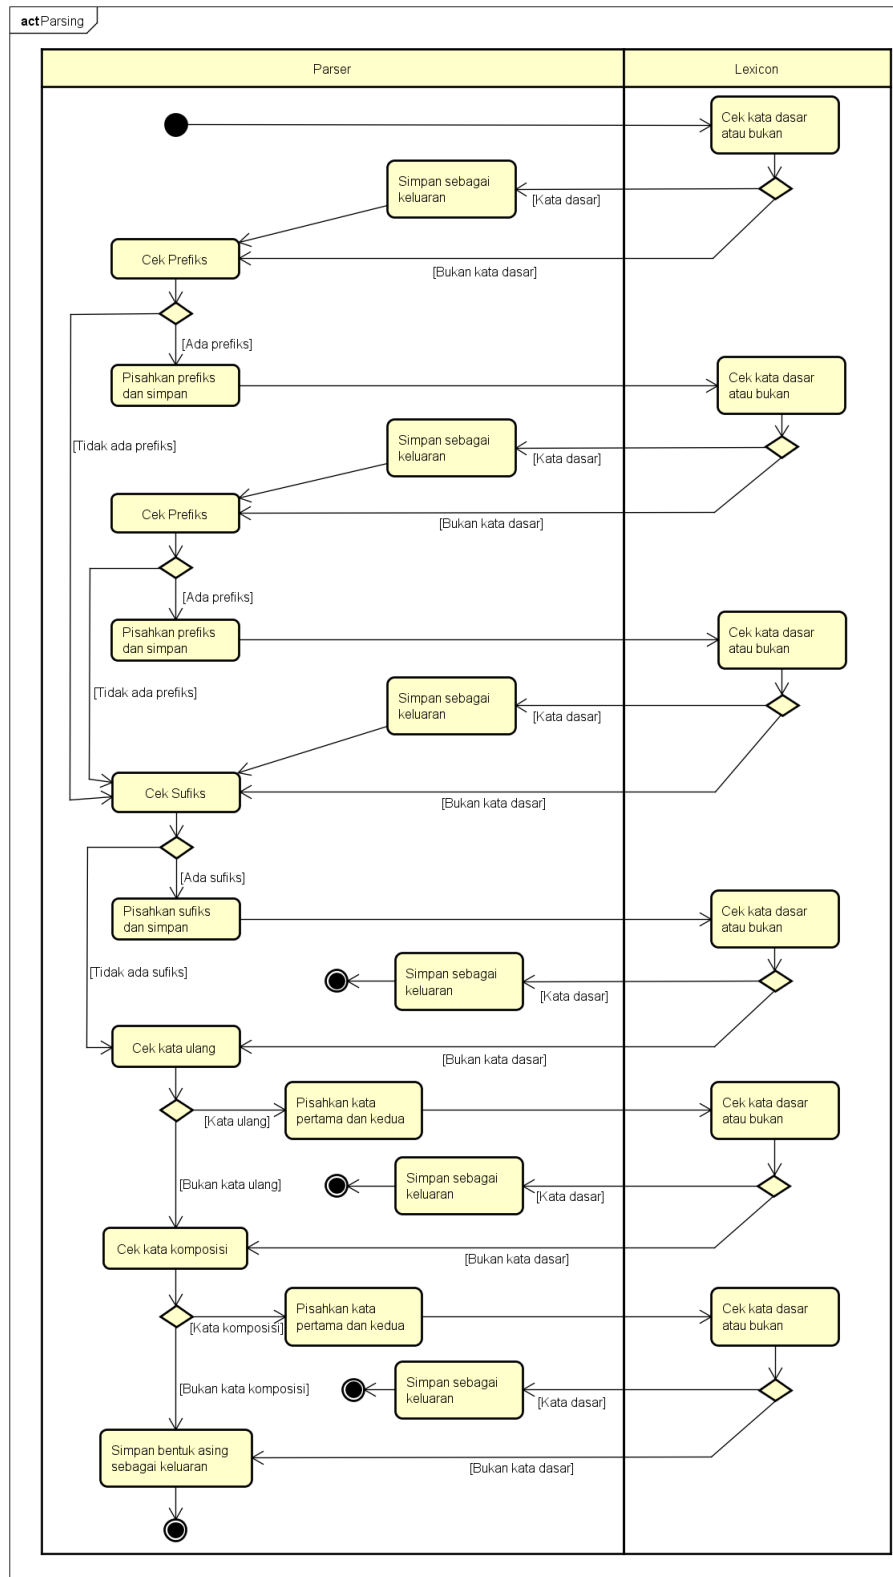 act Parsing
Parser
Lexicon
Cek kata dasar
atau bukan
Simpan sebagai
keluaran
[Kata dasar]
Cek Prefiks
[Bukan kata dasar]
[Ada prefiks]
Pisahkan prefiks
dan simpan
Cek kata dasar
atau bukan
[Tidak ada prefiks]
Simpan sebagai
keluaran
[Kata dasar]
Cek Prefiks
[Bukan kata dasar]
[Ada prefiks]
Pisahkan prefiks
dan simpan
Cek kata dasar
atau bukan
[Tidak ada prefiks]
Simpan sebagai
keluaran
[Kata dasar]
Cek Sufiks
[Bukan kata dasar]
[Ada sufiks]
Pisahkan sufiks
dan simpan
Cek kata dasar
atau bukan
[Tidak ada sufiks]
Simpan sebagai
keluaran
[Kata dasar]
Cek kata ulang
[Bukan kata dasar]
[Kata ulang]
Pisahkan kata
pertama dan kedua
Cek kata dasar
atau bukan
[Bukan kata ulang]
Simpan sebagai
keluaran
[Kata dasar]
Cek kata komposisi
[Bukan kata dasar]
[Kata komposisi]
Pisahkan kata
pertama dan kedua
Cek kata dasar
atau bukan
[Bukan kata komposisi]
Simpan sebagai
keluaran
[Kata dasar]
Simpan bentuk asing
sebagai keluaran
[Bukan kata dasar]